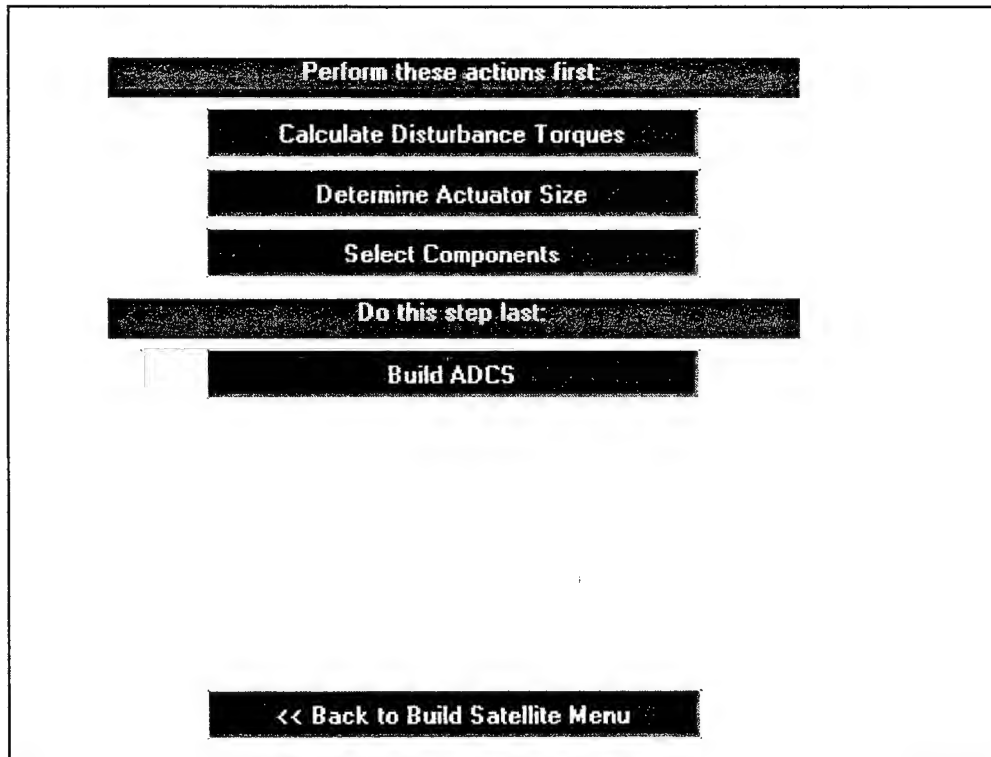 Perform these actions first:
Calculate Disturbance Torques
Determine Actuator Size
Select Components
Do this step last:
Build ADCS
<< Back to Build Satellite Menu